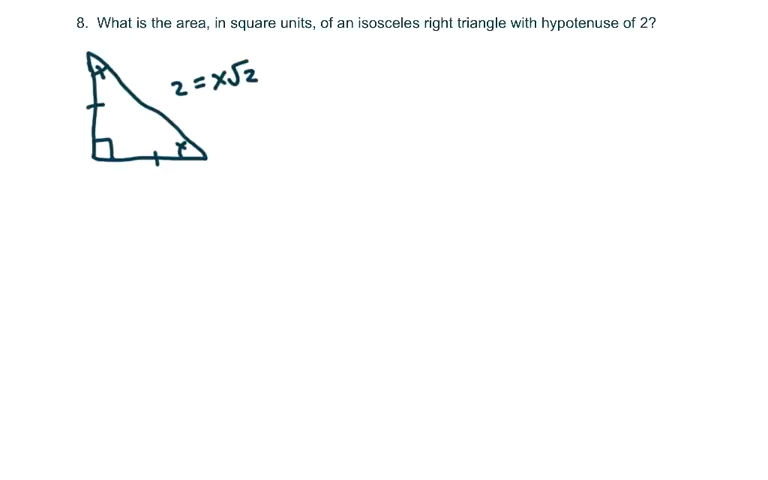 8. What is the area, in square units, of an isosceles right triangle with hypotenuse of 2?
2 = x√2
x
x